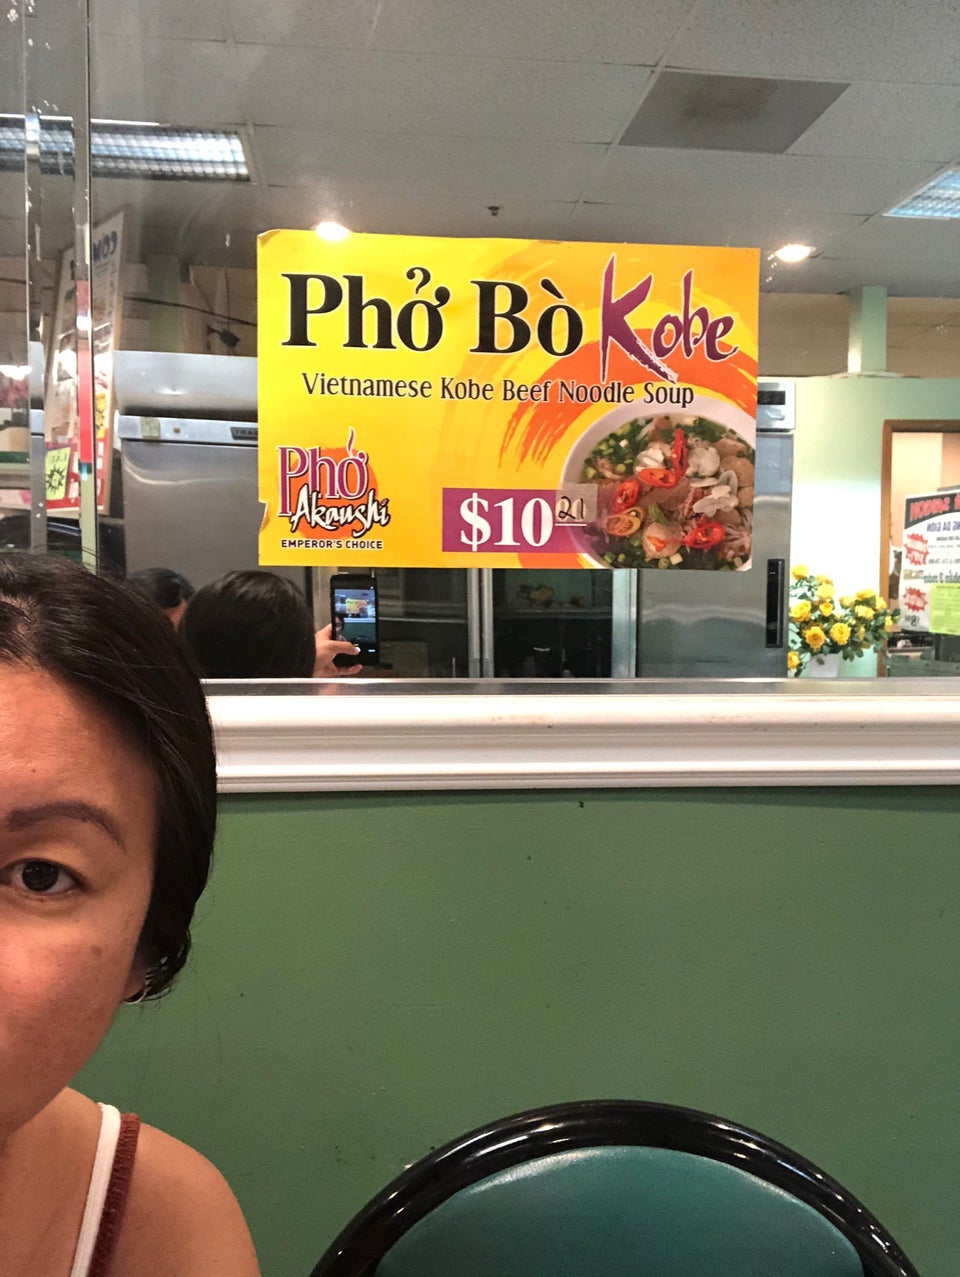 Phở Bò Kobe
Vietnamese Kobe Beef Noodle Soup
Phở
Akaushi
EMPEROR'S CHOICE
$10 21